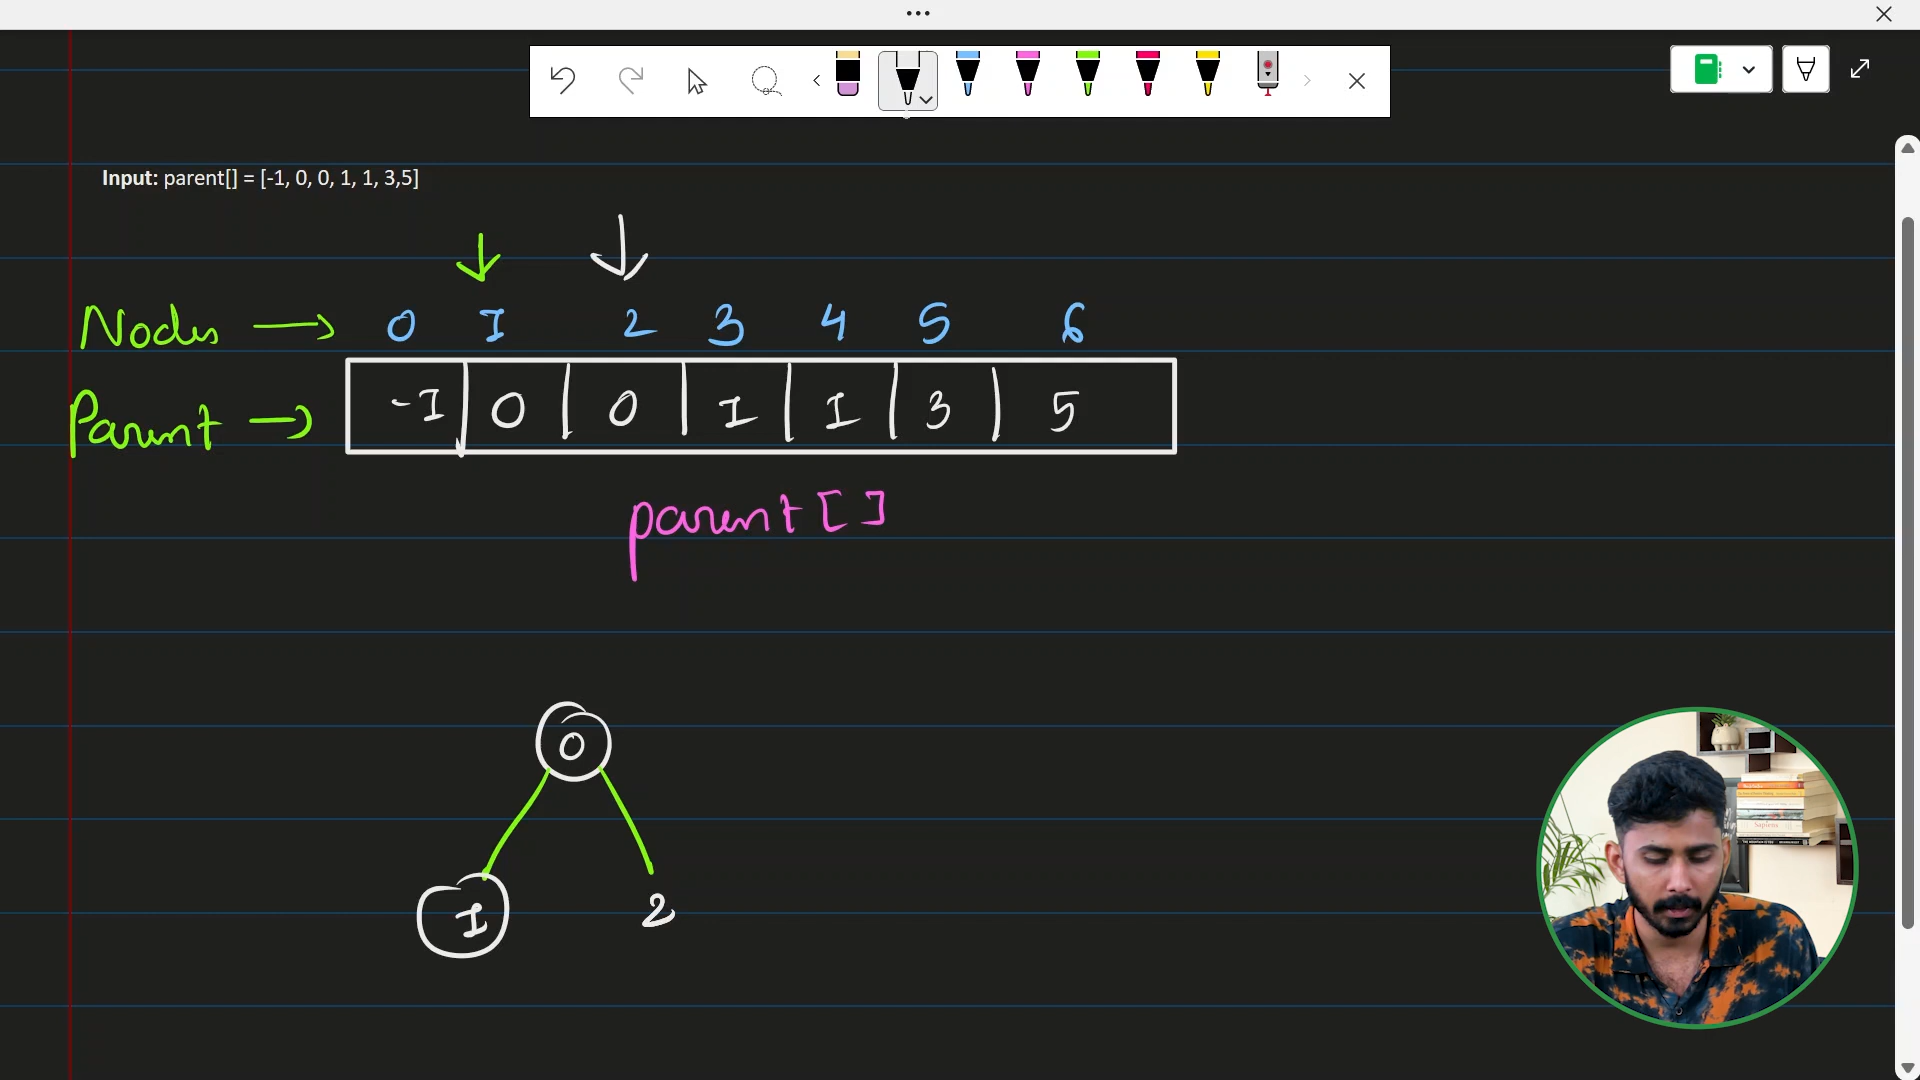 Input: parent[] = [-1, 0, 0, 1, 1, 3,5]
Nodes → 0 1 2 3 4 5 6
Parent → -1 0 0 1 1 3 5
parent[]
0
1 2